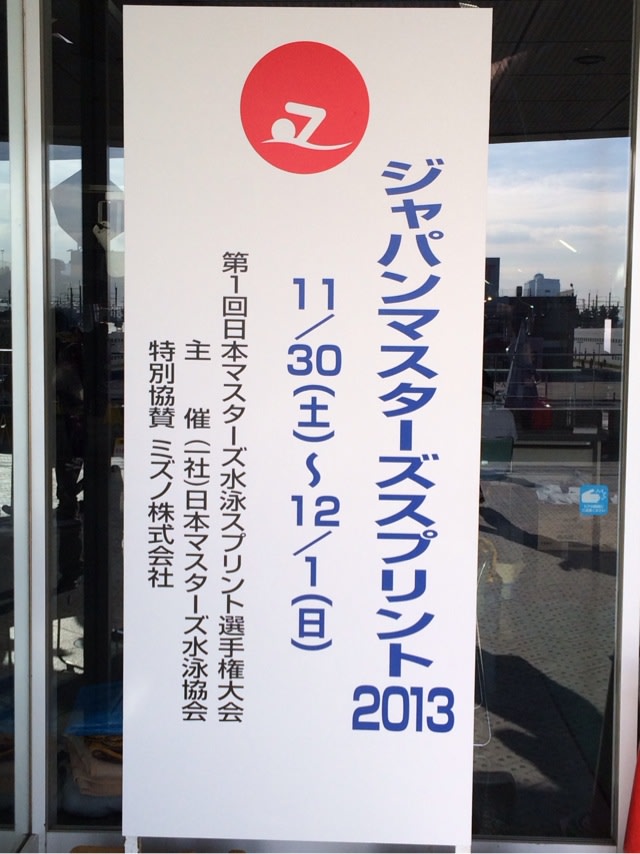 ジャパンマスターズスプリント2013
11/30(土)〜12/1(日)
第1回日本マスターズ水泳スプリント選手権大会
主 催(一社)日本マスターズ水泳協会
特別協賛 ミズノ株式会社